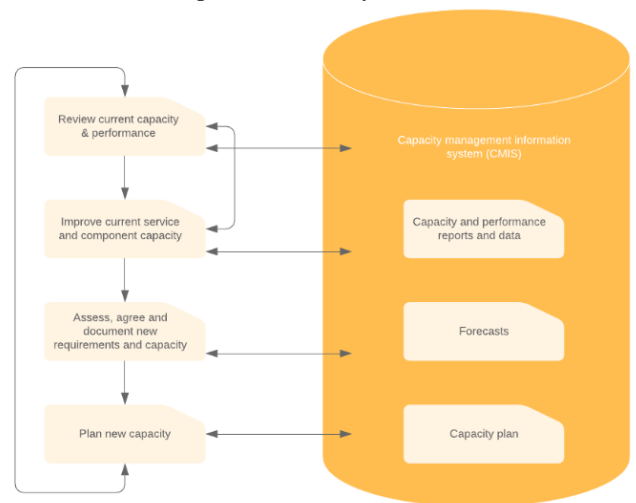 Review current capacity
& performance
Capacity management information
system (CMIS)
Improve current service
and component capacity
Capacity and performance
reports and data
Assess, agree and
document new
requirements and capacity
Forecasts
Plan new capacity
Capacity plan